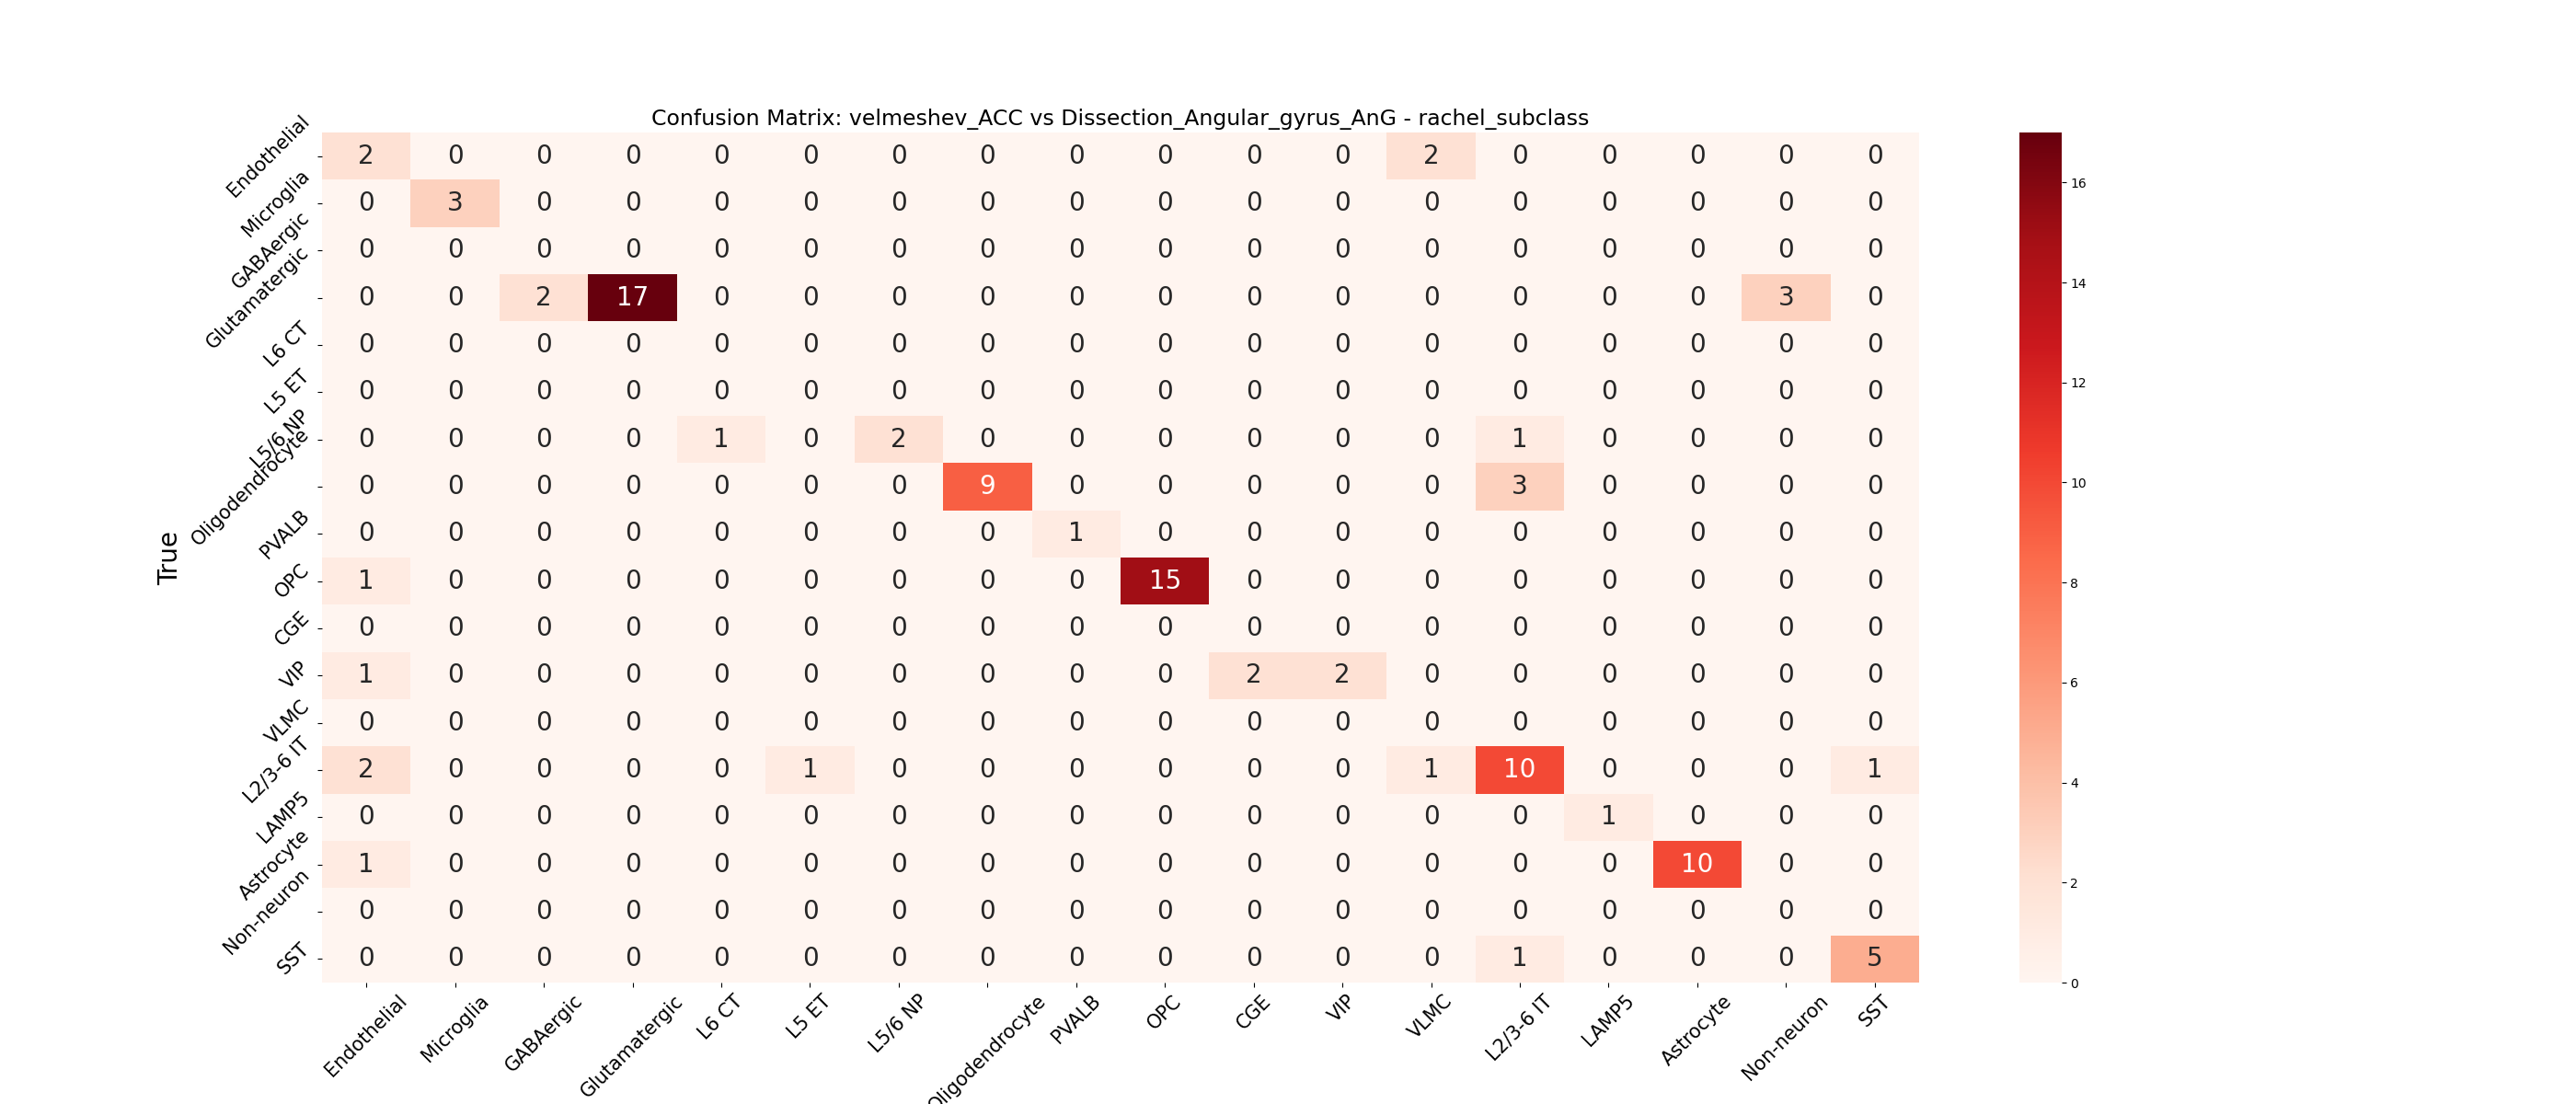 Confusion Matrix: velmeshev_ACC vs Dissection_Angular_gyrus_AnG - rachel_subclass
True
Endothelial 2 0 0 0 0 0 0 0 0 0 0 0 2 0 0 0 0 0
Microglia 0 3 0 0 0 0 0 0 0 0 0 0 0 0 0 0 0 0
GABAergic 0 0 0 0 0 0 0 0 0 0 0 0 0 0 0 0 0 0
Glutamatergic 0 0 2 17 0 0 0 0 0 0 0 0 0 0 0 0 3 0
L6 CT 0 0 0 0 0 0 0 0 0 0 0 0 0 0 0 0 0 0
L5 ET 0 0 0 0 0 0 0 0 0 0 0 0 0 0 0 0 0 0
L5/6 NP 0 0 0 0 1 0 2 0 0 0 0 0 0 1 0 0 0 0
Oligodendrocyte 0 0 0 0 0 0 0 9 0 0 0 0 0 3 0 0 0 0
PVALB 0 0 0 0 0 0 0 0 1 0 0 0 0 0 0 0 0 0
OPC 1 0 0 0 0 0 0 0 0 15 0 0 0 0 0 0 0 0
CGE 0 0 0 0 0 0 0 0 0 0 0 0 0 0 0 0 0 0
VIP 1 0 0 0 0 0 0 0 0 0 2 2 0 0 0 0 0 0
VLMC 0 0 0 0 0 0 0 0 0 0 0 0 0 0 0 0 0 0
L2/3-6 IT 2 0 0 0 0 1 0 0 0 0 0 0 1 10 0 0 0 1
LAMP5 0 0 0 0 0 0 0 0 0 0 0 0 0 0 1 0 0 0
Astrocyte 1 0 0 0 0 0 0 0 0 0 0 0 0 0 0 10 0 0
Non-neuron 0 0 0 0 0 0 0 0 0 0 0 0 0 0 0 0 0 0
SST 0 0 0 0 0 0 0 0 0 0 0 0 0 1 0 0 0 5
Endothelial Microglia GABAergic Glutamatergic L6 CT L5 ET L5/6 NP Oligodendrocyte PVALB OPC CGE VIP VLMC L2/3-6 IT LAMP5 Astrocyte Non-neuron SST
16
14
12
10
8
6
4
2
0